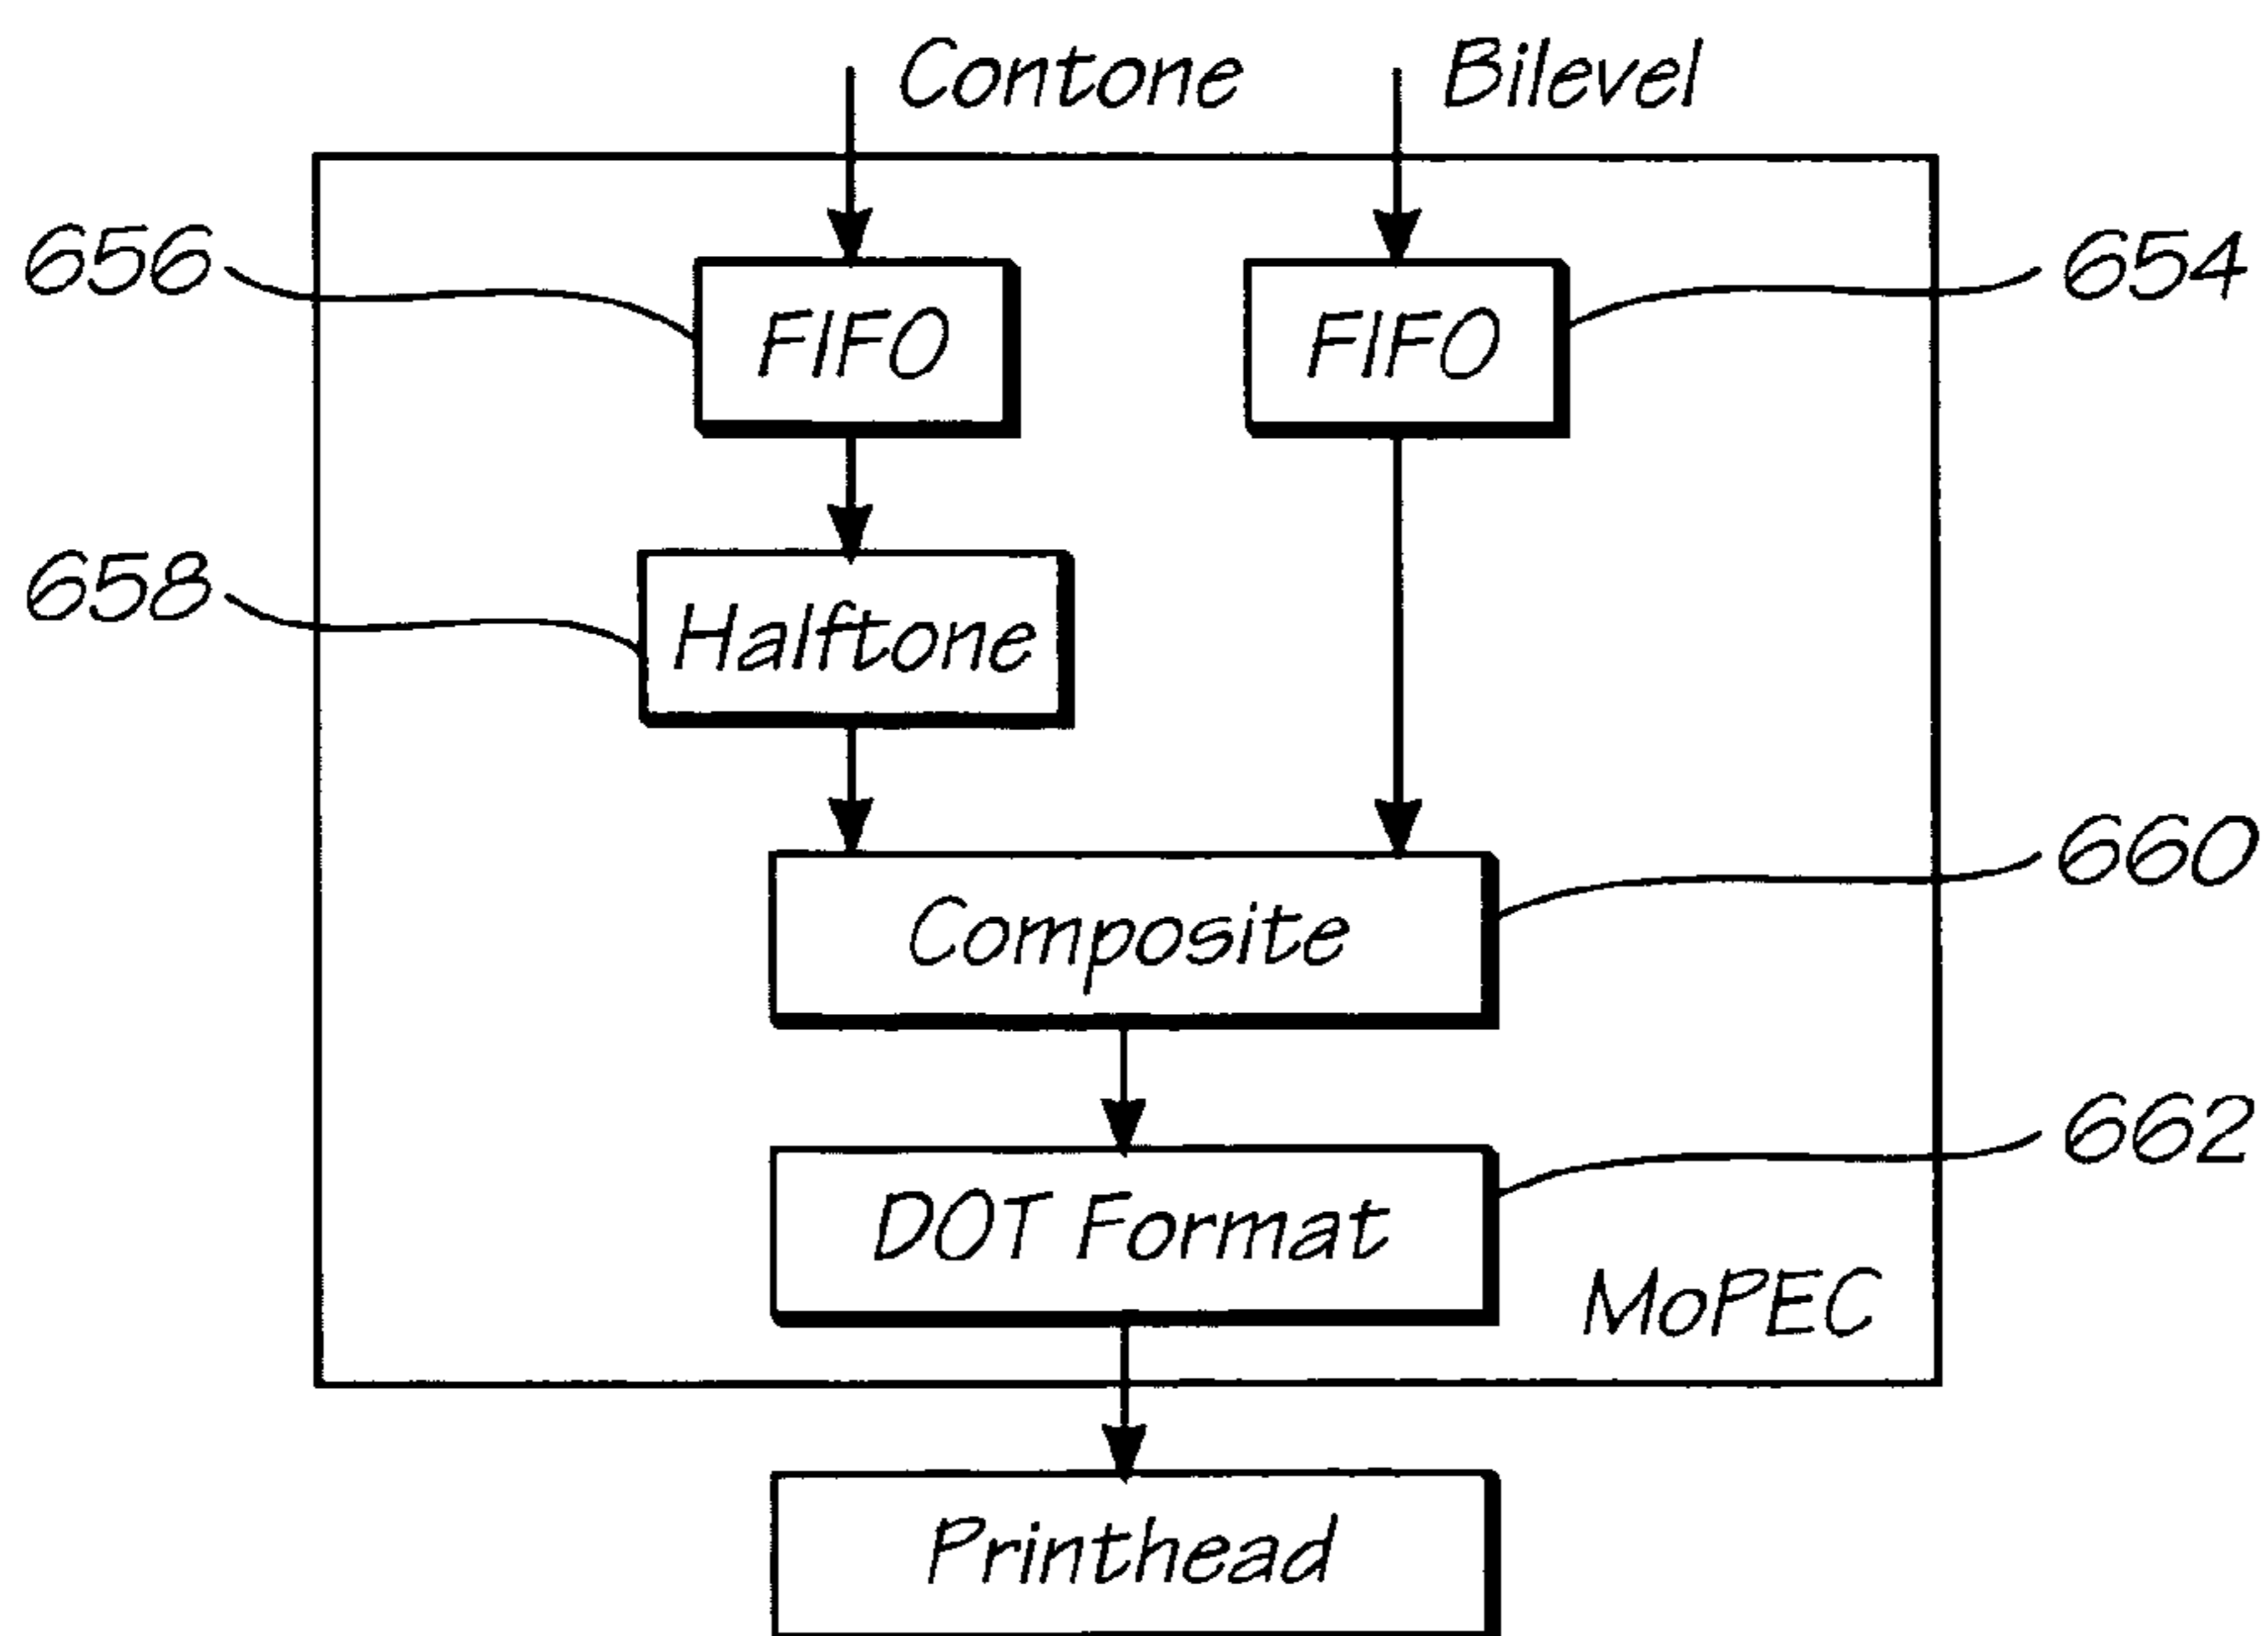 Contone
Bilevel
656
FIFO
FIFO
654
658
Halftone
660
Composite
662
DOT Format
MoPEC
Printhead